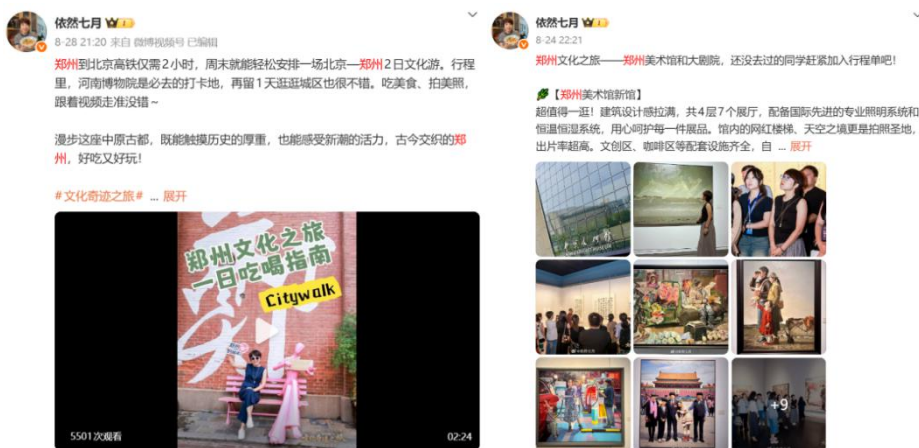 依然七月
8-28 21:20 来自 微博视频号 已编辑
郑州到北京高铁仅需2小时，周末就能轻松安排一场北京—郑州2日文化游。行程
里，河南博物院是必去的打卡地，再留1天逛逛城区也很不错。吃美食、拍美照，
跟着视频走准没错～
漫步这座中原古都，既能触摸历史的厚重，也能感受新潮的活力，古今交织的郑
州，好吃又好玩！
#文化奇迹之旅# ... 展开
郑州文化之旅
一日吃喝指南
Citywalk
5501次观看
02:24
依然七月
8-24 22:21
郑州文化之旅——郑州美术馆和大剧院，还没去过的同学赶紧加入行程单吧！
【郑州美术馆新馆】
超值得一逛！建筑设计感拉满，共4层7个展厅，配备国际先进的专业照明系统和
恒温恒湿系统，用心呵护每一件展品。馆内的网红楼梯、天空之境更是拍照圣地，
出片率超高。文创区、咖啡区等配套设施齐全，自 ... 展开
+9